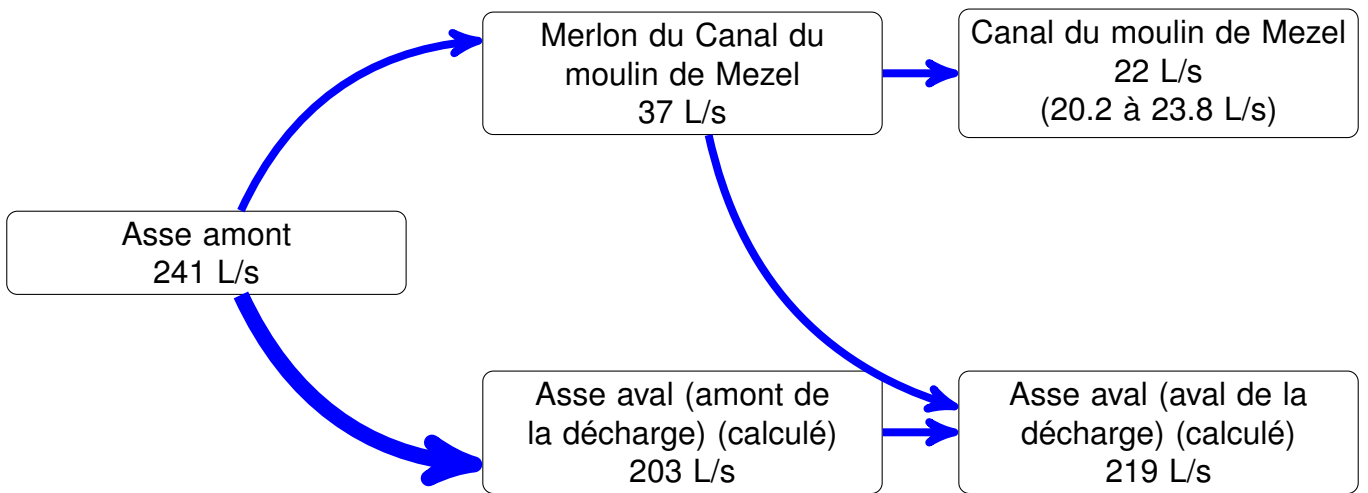 Merlon du Canal du
moulin de Mezel
37 L/s
Canal du moulin de Mezel
22 L/s
(20.2 à 23.8 L/s)
Asse amont
241 L/s
Asse aval (amont de
la décharge) (calculé)
203 L/s
Asse aval (aval de la
décharge) (calculé)
219 L/s